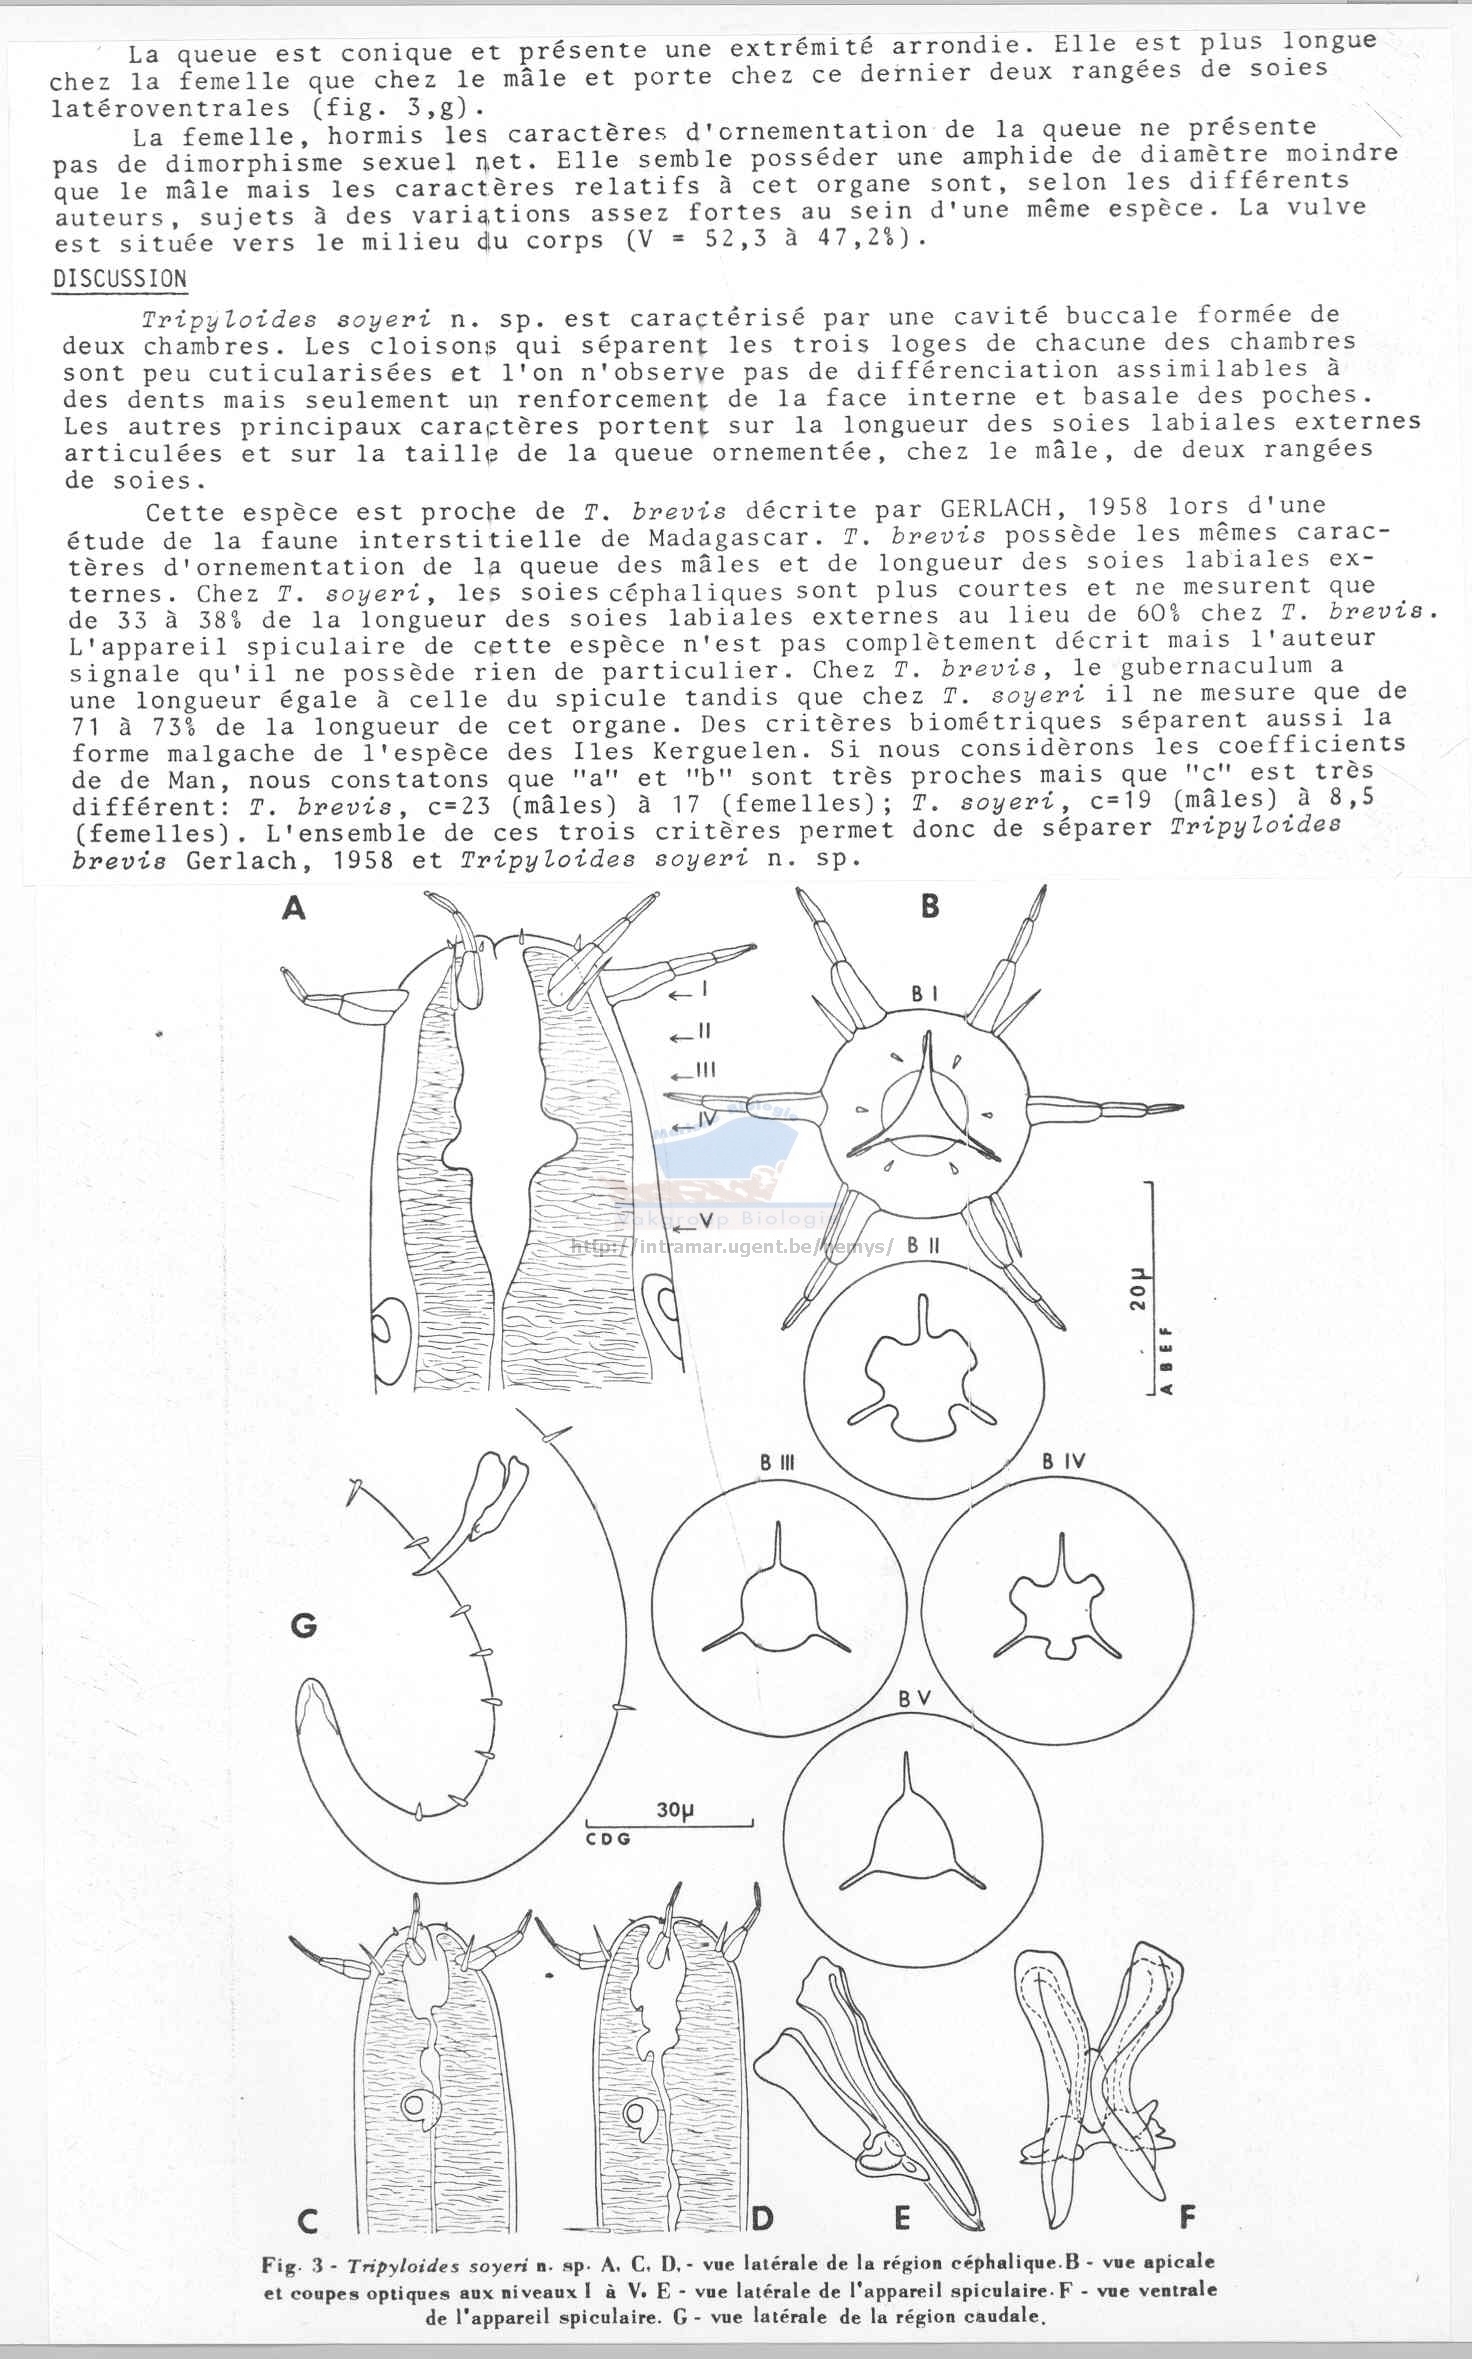 La queue est conique et présente une extrémité arrondie. Elle est plus longue
chez la femelle que chez le mâle et porte chez ce dernier deux rangées de soies
latéroventrales (fig. 3,g).
La femelle, hormis les caractères d'ornementation de la queue ne présente
pas de dimorphisme sexuel net. Elle semble posséder une amphide de diamètre moindre
que le mâle mais les caractères relatifs à cet organe sont, selon les différents
auteurs, sujets à des variations assez fortes au sein d'une même espèce. La vulve
est située vers le milieu du corps (V = 52,3 à 47,2%).
DISCUSSION
Tripyloides soyeri n. sp. est caractérisé par une cavité buccale formée de
deux chambres. Les cloisons qui séparent les trois loges de chacune des chambres
sont peu cuticularisées et l'on n'observe pas de différenciation assimilables à
des dents mais seulement un renforcement de la face interne et basale des poches.
Les autres principaux caractères portent sur la longueur des soies labiales externes
articulées et sur la taille de la queue ornementée, chez le mâle, de deux rangées
de soies.
Cette espèce est proche de T. brevis décrite par GERLACH, 1958 lors d'une
étude de la faune interstitielle de Madagascar. T. brevis possède les mêmes carac-
tères d'ornementation de la queue des mâles et de longueur des soies labiales ex-
ternes. Chez T. soyeri, les soies céphaliques sont plus courtes et ne mesurent que
de 33 à 38% de la longueur des soies labiales externes au lieu de 60% chez T. brevis.
L'appareil spiculaire de cette espèce n'est pas complètement décrit mais l'auteur
signale qu'il ne possède rien de particulier. Chez T. brevis, le gubernaculum a
une longueur égale à celle du spicule tandis que chez T. soyeri il ne mesure que de
71 à 73% de la longueur de cet organe. Des critères biométriques séparent aussi la
forme malgache de l'espèce des Iles Kerguelen. Si nous considèrons les coefficients
de de Man, nous constatons que "a" et "b" sont très proches mais que "c" est très
différent: T. brevis, c=23 (mâles) à 17 (femelles); T. soyeri, c=19 (mâles) à 8,5
(femelles). L'ensemble de ces trois critères permet donc de séparer Tripyloides
brevis Gerlach, 1958 et Tripyloides soyeri n. sp.
A
B
B I
I
II
III
IV
V
Marine Biologie
Vakgroep Biologie
http://intramar.ugent.be/nemys/
B II
20µ
A B E F
B III
B IV
G
B V
30µ
C D G
C
D
E
F
Fig. 3 - Tripyloides soyeri n. sp. A, C, D, - vue latérale de la région céphalique. B - vue apicale
et coupes optiques aux niveaux I à V. E - vue latérale de l'appareil spiculaire. F - vue ventrale
de l'appareil spiculaire. G - vue latérale de la région caudale.